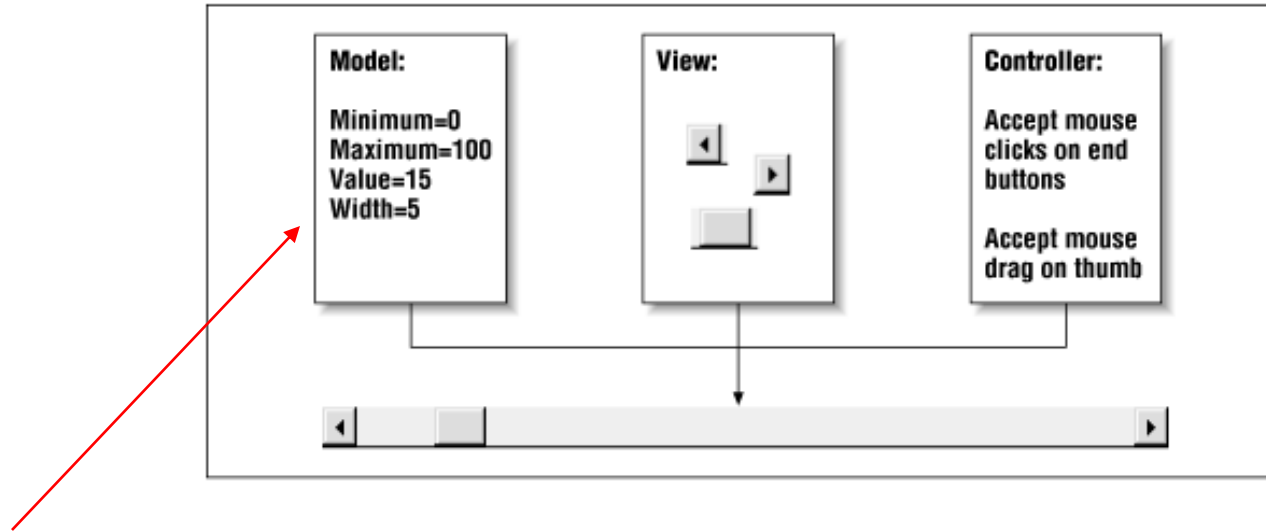 Model:
Minimum=0
Maximum=100
Value=15
Width=5
View:
Controller:
Accept mouse
clicks on end
buttons
Accept mouse
drag on thumb